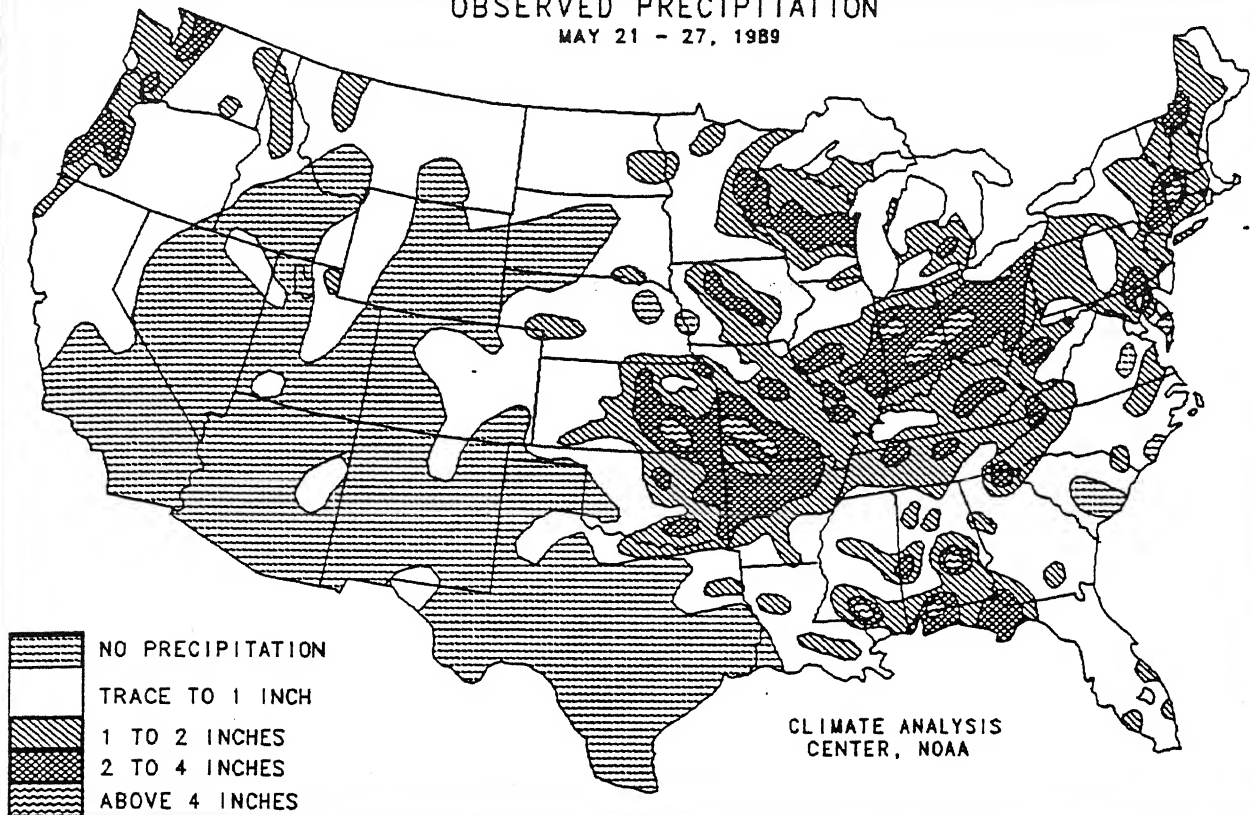 OBSERVED PRECIPITATION
MAY 21 - 27, 1989
NO PRECIPITATION
TRACE TO 1 INCH
1 TO 2 INCHES
2 TO 4 INCHES
ABOVE 4 INCHES
CLIMATE ANALYSIS
CENTER, NOAA